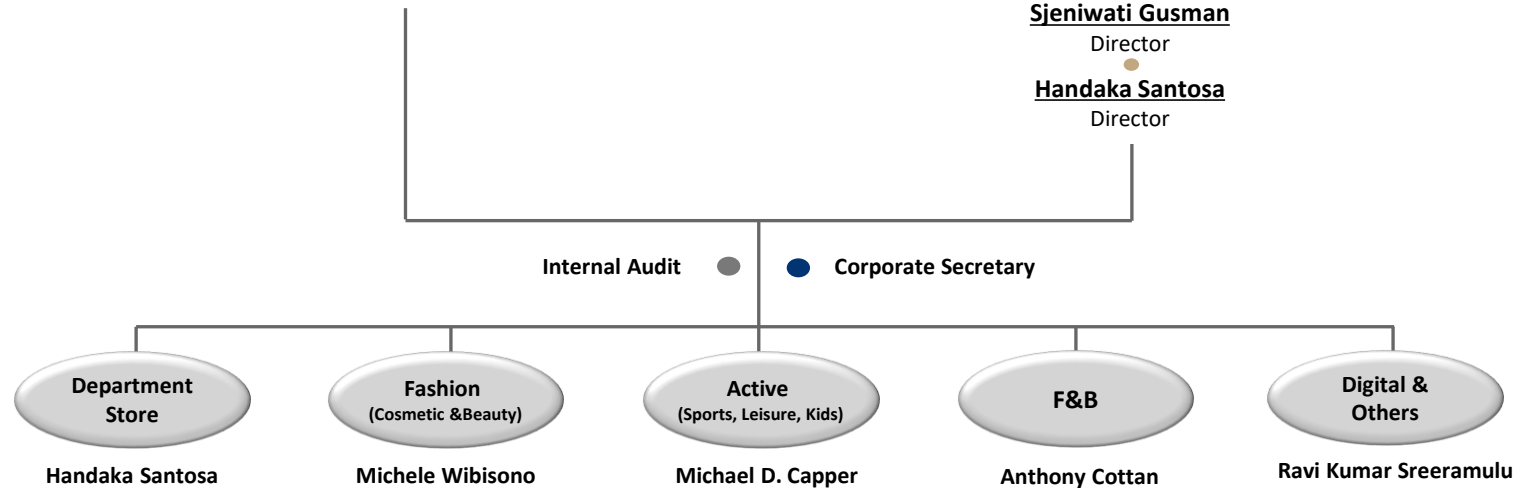 Sjeniwati Gusman
Director
Handaka Santosa
Director
Internal Audit
Corporate Secretary
Department
Store
Fashion
(Cosmetic &Beauty)
Active
(Sports, Leisure, Kids)
F&B
Digital &
Others
Handaka Santosa
Michele Wibisono
Michael D. Capper
Anthony Cottan
Ravi Kumar Sreeramulu